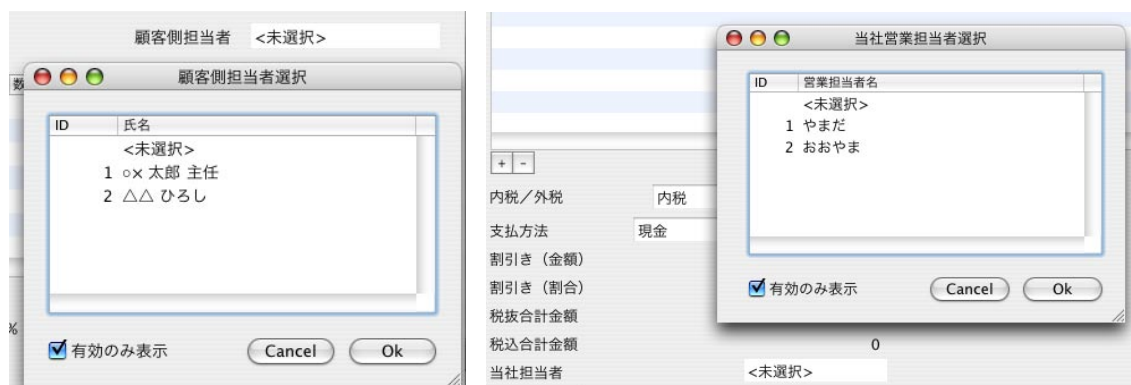 顧客側担当者 <未選択>
数
顧客側担当者選択
ID 氏名
<未選択>
1 ○× 太郎 主任
2 △△ ひろし
%
有効のみ表示 Cancel Ok
当社営業担当者選択
ID 営業担当者名
<未選択>
1 やまだ
2 おおやま
有効のみ表示 Cancel Ok
+ -
内税／外税 内税
支払方法 現金
割引き（金額）
割引き（割合）
税抜合計金額
税込合計金額 0
当社担当者 <未選択>